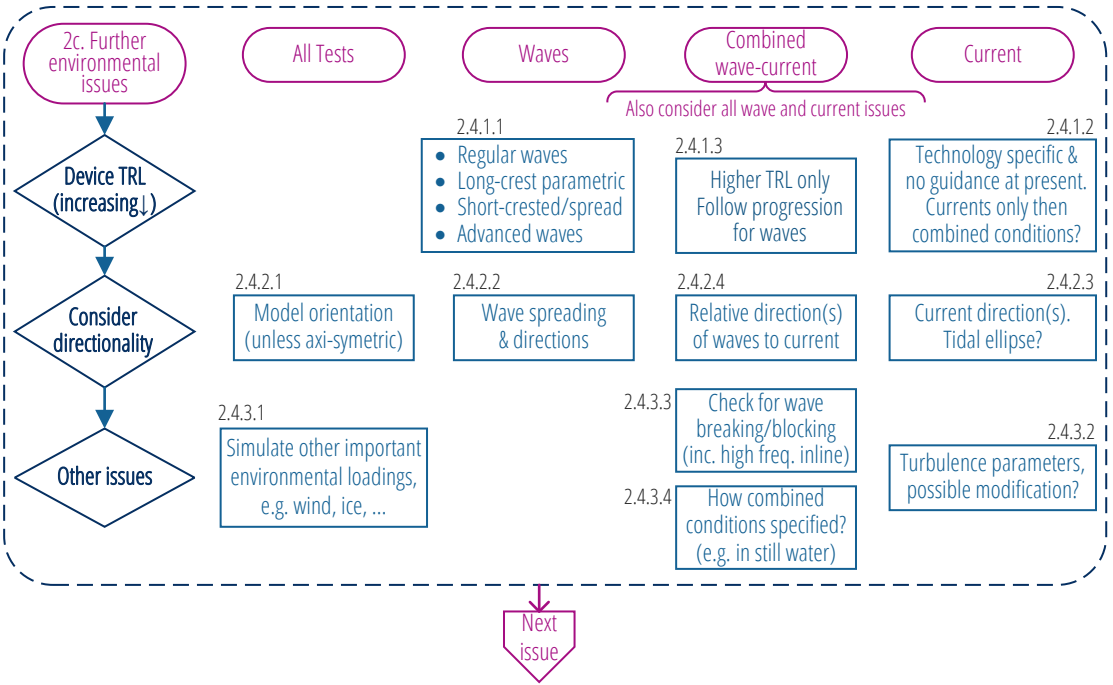 2c. Further
environmental
issues
All Tests
Waves
Combined
wave-current
Current
Also consider all wave and current issues
Device TRL
(increasing↓)
2.4.1.1
• Regular waves
• Long-crest parametric
• Short-crested/spread
• Advanced waves
2.4.1.3
Higher TRL only
Follow progression
for waves
2.4.1.2
Technology specific &
no guidance at present.
Currents only then
combined conditions?
Consider
directionality
2.4.2.1
Model orientation
(unless axi-symetric)
2.4.2.2
Wave spreading
& directions
2.4.2.4
Relative direction(s)
of waves to current
2.4.2.3
Current direction(s).
Tidal ellipse?
Other issues
2.4.3.1
Simulate other important
environmental loadings,
e.g. wind, ice, ...
2.4.3.3
Check for wave
breaking/blocking
(inc. high freq. inline)
2.4.3.4
How combined
conditions specified?
(e.g. in still water)
2.4.3.2
Turbulence parameters,
possible modification?
Next
issue